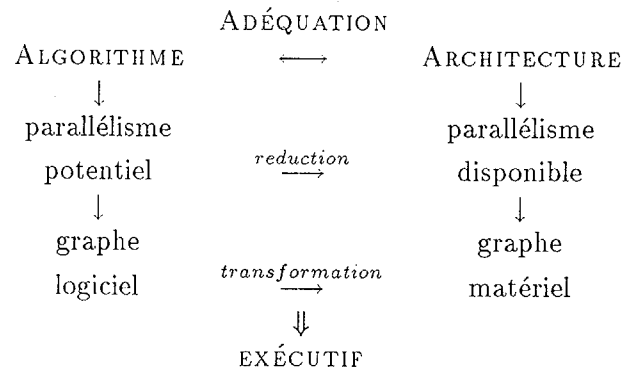 ADÉQUATION
ALGORITHME ⟷ ARCHITECTURE
↓ ↓
parallélisme parallélisme
potentiel reduction → disponible
↓ ↓
graphe graphe
logiciel transformation → matériel
⇓
EXÉCUTIF